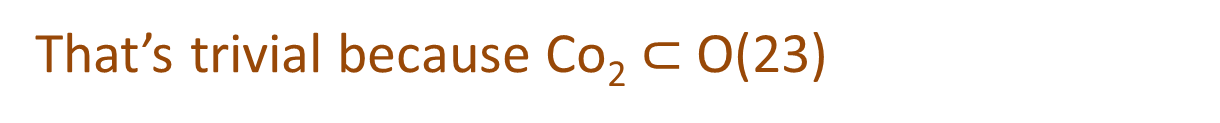 That’s trivial because Co₂ ⊂ O(23)